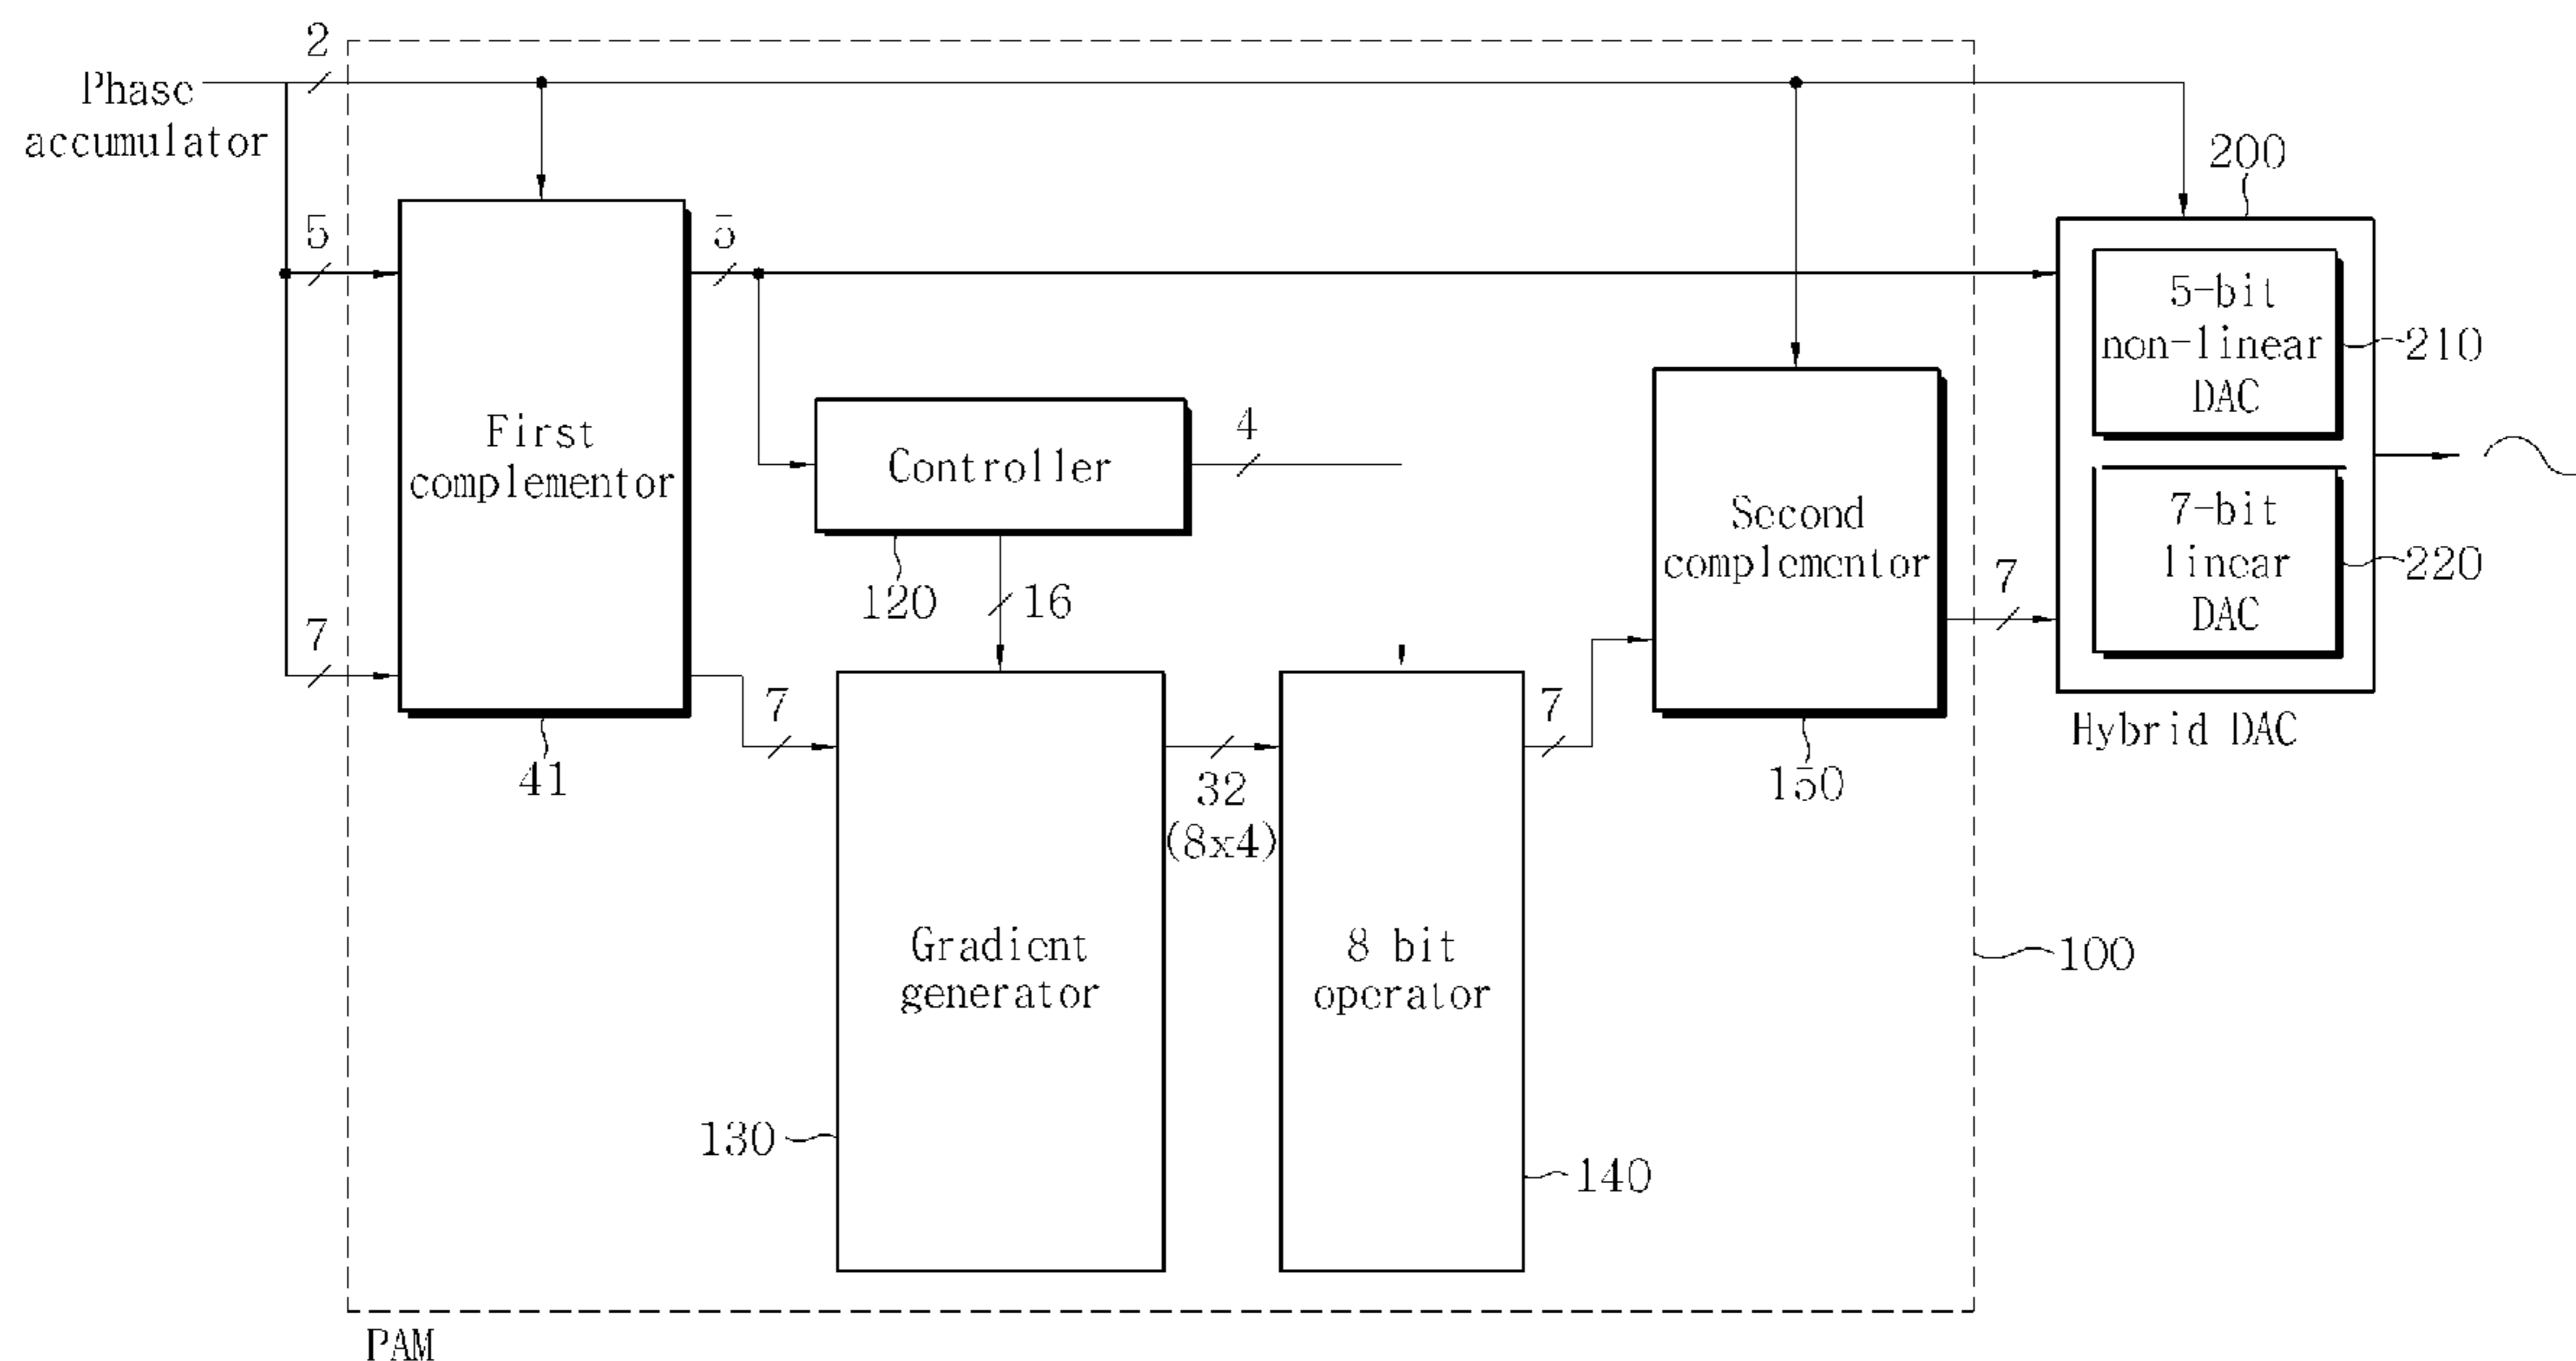 2
Phase
accumulator
200
5
5
5-bit
non-linear
DAC
210
First
complementor
4
Controller
7-bit
linear
DAC
220
Second
complementor
7
120
16
7
7
7
Hybrid DAC
41
32
(8x4)
150
Gradient
generator
8 bit
operator
100
130
140
PAM